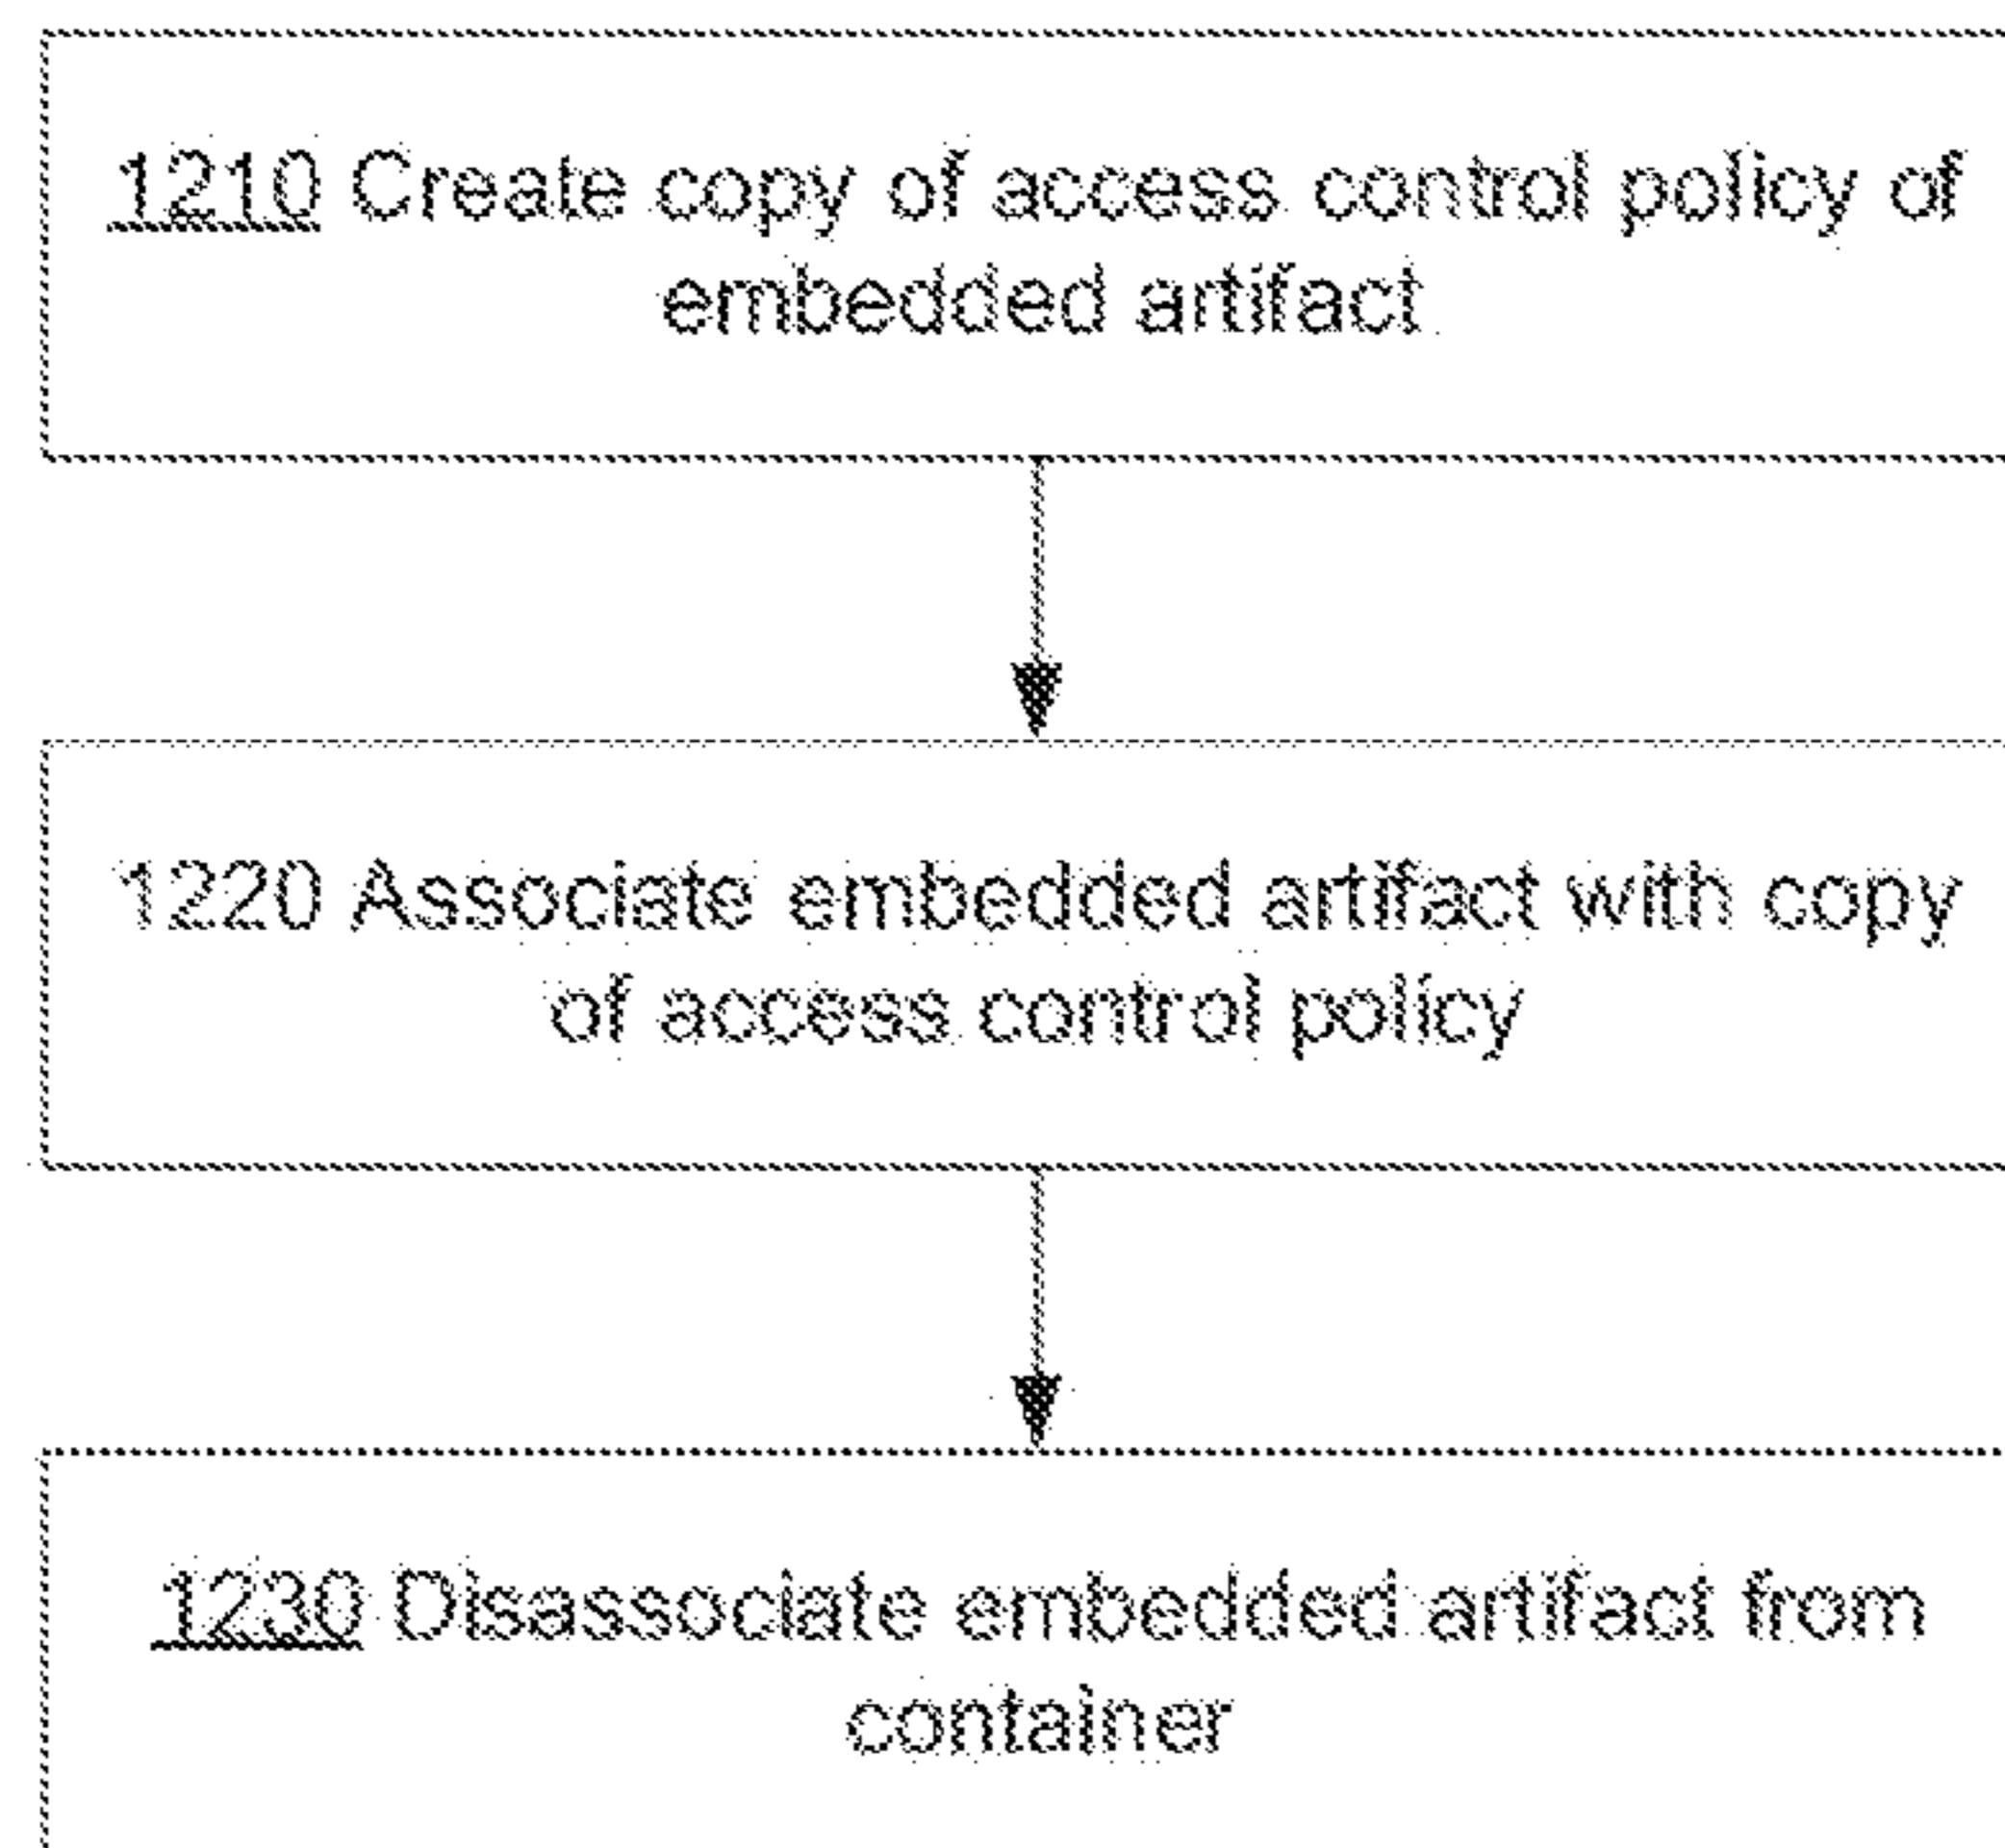 1210 Create copy of access control policy of
embedded artifact
1220 Associate embedded artifact with copy
of access control policy
1230 Disassociate embedded artifact from
container